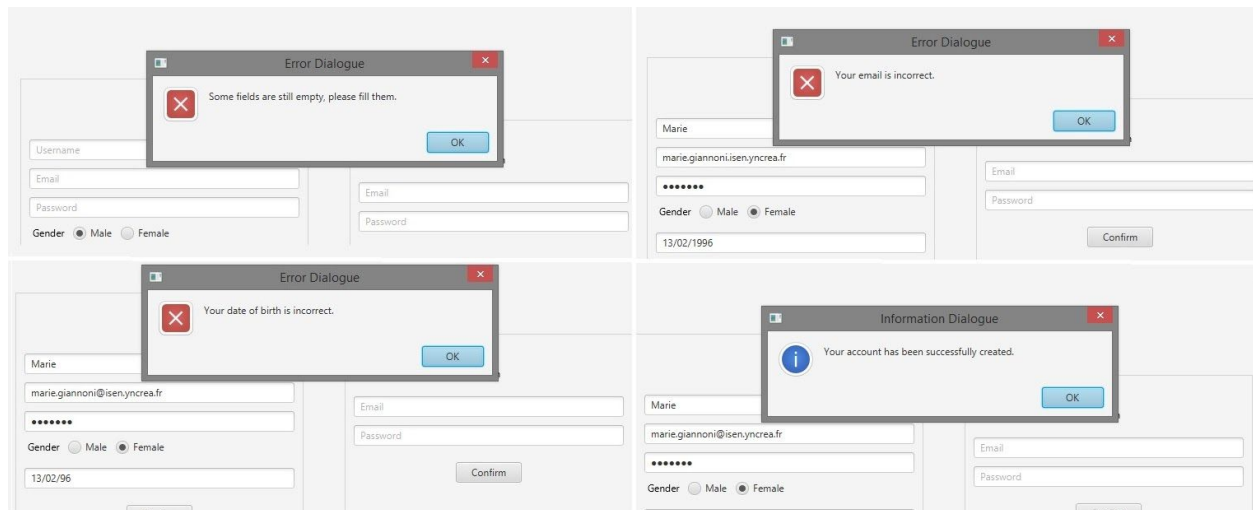 Error Dialogue
Some fields are still empty, please fill them.
OK
Username
Email
Password
Gender Male Female
Email
Password
Error Dialogue
Your email is incorrect.
OK
Marie
marie.giannoni.isen.yncrea.fr
●●●●●●●
Gender Male Female
13/02/1996
Email
Password
Confirm
Error Dialogue
Your date of birth is incorrect.
OK
Marie
marie.giannoni@isen.yncrea.fr
●●●●●●●
Gender Male Female
13/02/96
Email
Password
Confirm
Information Dialogue
Your account has been successfully created.
OK
Marie
marie.giannoni@isen.yncrea.fr
●●●●●●●
Gender Male Female
Email
Password